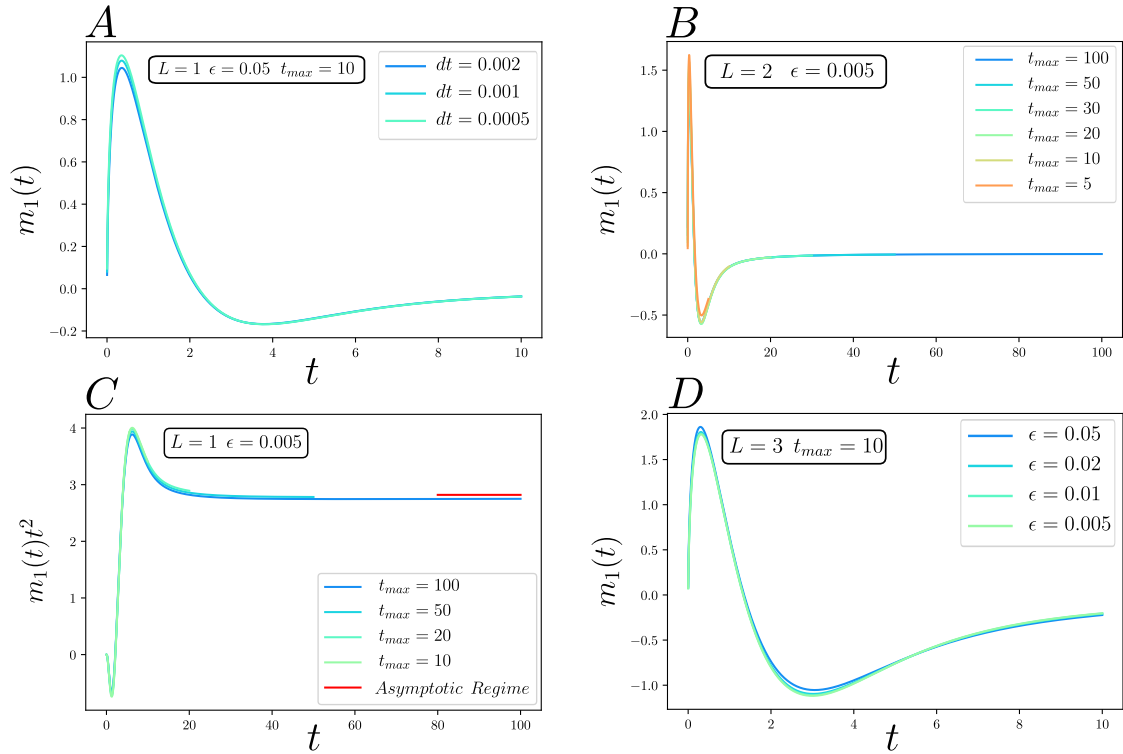 A
L = 1 ϵ = 0.05 t_max = 10
dt = 0.002
dt = 0.001
dt = 0.0005
m_1(t)
1.0
0.8
0.6
0.4
0.2
0.0
−0.2
0 2 4 6 8 10
t
B
L = 2 ϵ = 0.005
t_max = 100
t_max = 50
t_max = 30
t_max = 20
t_max = 10
t_max = 5
m_1(t)
1.5
1.0
0.5
0.0
−0.5
0 20 40 60 80 100
t
C
L = 1 ϵ = 0.005
m_1(t)t^2
4
3
2
1
0
t_max = 100
t_max = 50
t_max = 20
t_max = 10
Asymptotic Regime
0 20 40 60 80 100
t
D
L = 3 t_max = 10
ϵ = 0.05
ϵ = 0.02
ϵ = 0.01
ϵ = 0.005
m_1(t)
2.0
1.5
1.0
0.5
0.0
−0.5
−1.0
0 2 4 6 8 10
t